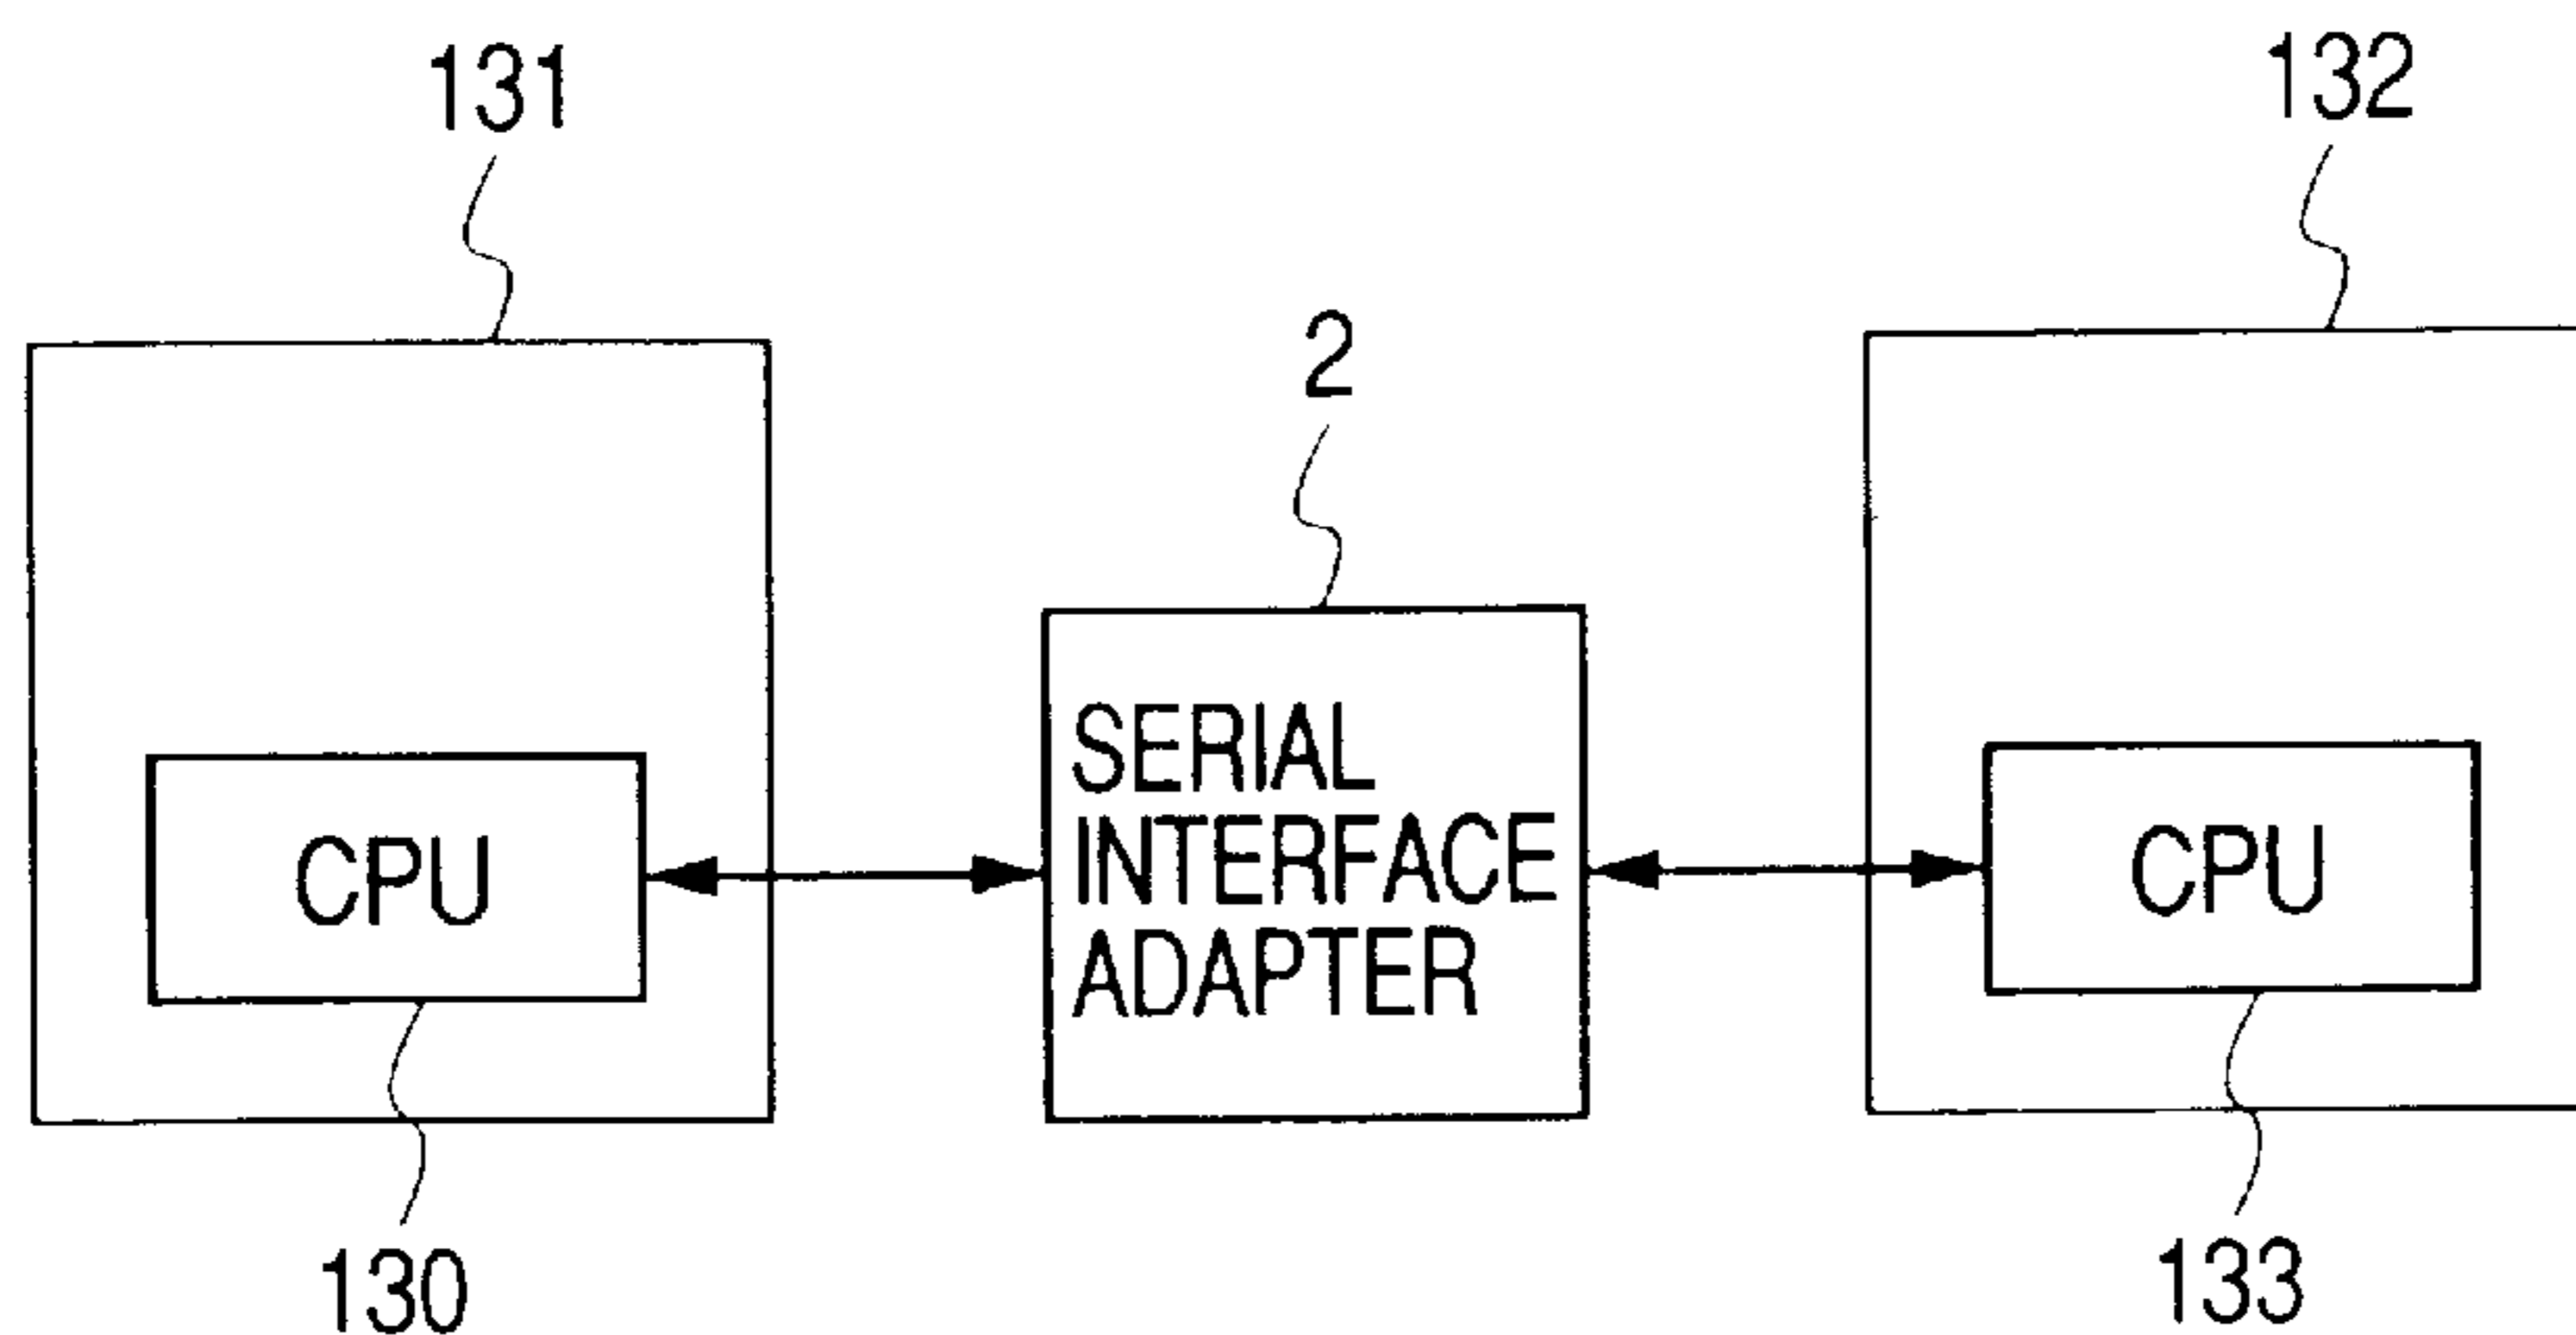 131
132
2
SERIAL
INTERFACE
ADAPTER
CPU
CPU
130
133